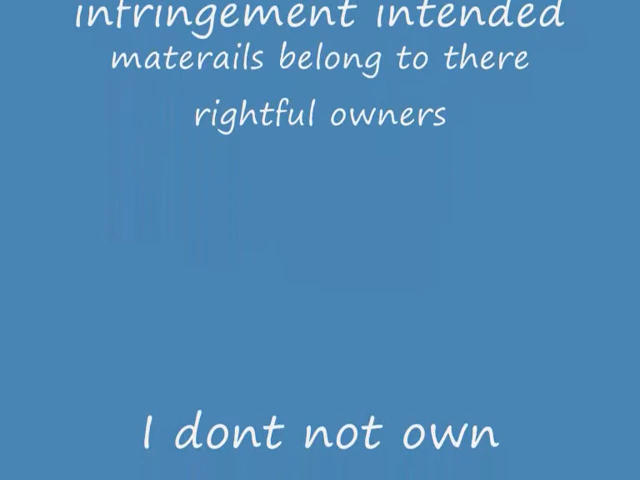 infringement intended
materails belong to there
rightful owners
I dont not own